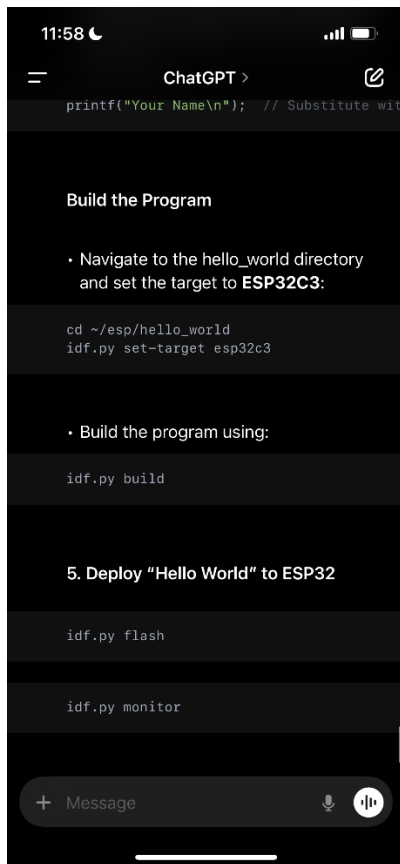 11:58
ChatGPT >
printf("Your Name\n"); // Substitute
Build the Program
• Navigate to the hello_world directory
and set the target to ESP32C3:
cd ~/esp/hello_world
idf.py set-target esp32c3
• Build the program using:
idf.py build
5. Deploy “Hello World” to ESP32
idf.py flash
idf.py monitor
+ Message